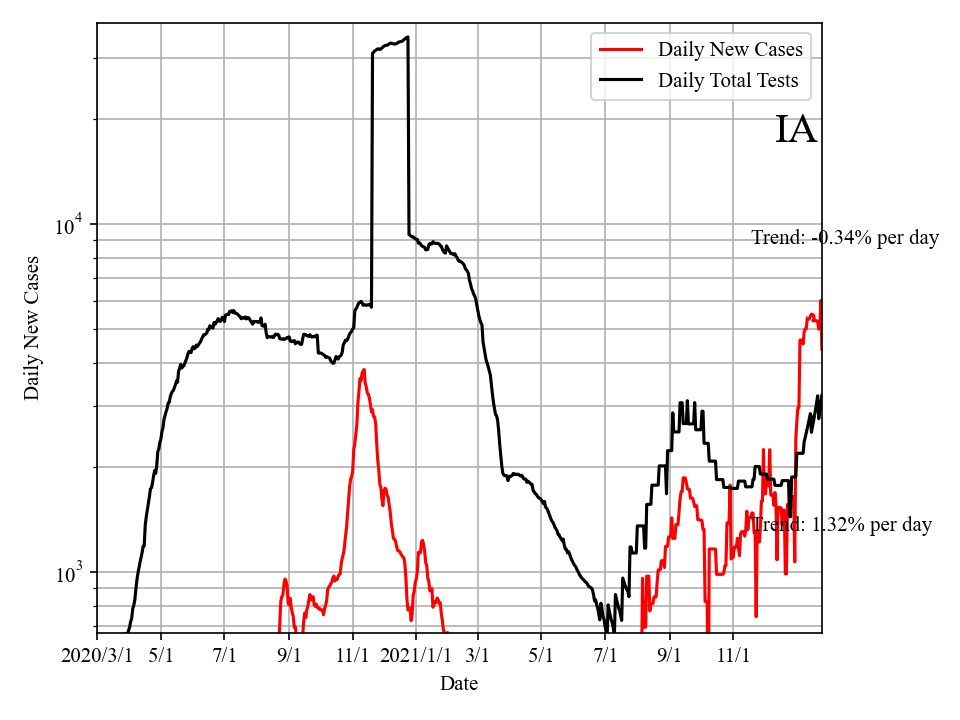 Daily New Cases
Daily Total Tests
IA
10^4
Trend: -0.34% per day
Daily New Cases
Trend: 1.32% per day
10^3
2020/3/1 5/1 7/1 9/1 11/1 2021/1/1 3/1 5/1 7/1 9/1 11/1
Date